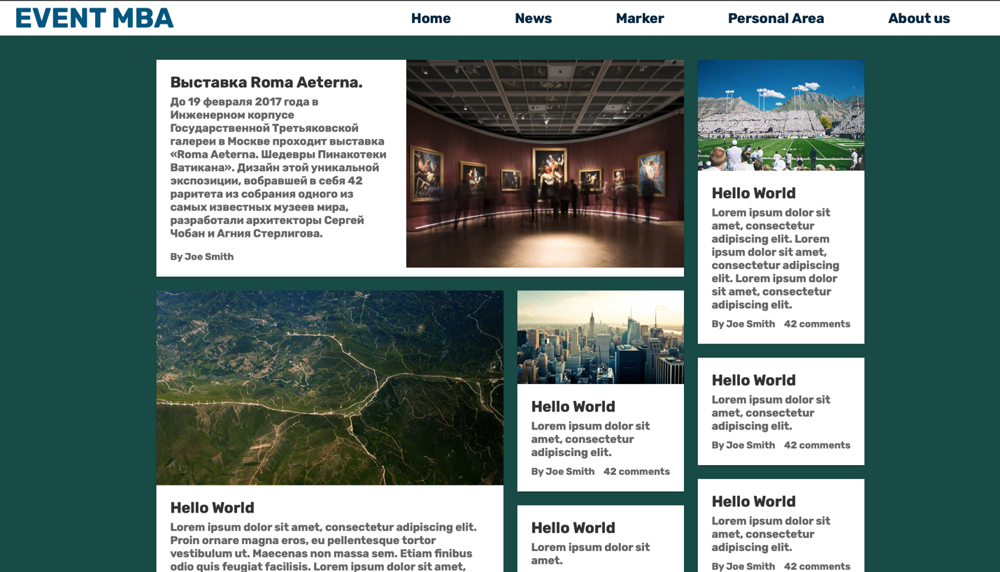 EVENT MBA
Home
News
Marker
Personal Area
About us
Выставка Roma Aeterna.
До 19 февраля 2017 года в
Инженерном корпусе
Государственной Третьяковской
галереи в Москве проходит выставка
«Roma Aeterna. Шедевры Пинакотеки
Ватикана». Дизайн этой уникальной
экспозиции, вобравшей в себя 42
раритета из собрания одного из
самых известных музеев мира,
разработали архитекторы Сергей
Чобан и Агния Стерлигова.
By Joe Smith
Hello World
Lorem ipsum dolor sit amet, consectetur adipiscing elit.
Proin ornare magna eros, eu pellentesque tortor
vestibulum ut. Maecenas non massa sem. Etiam finibus
odio quis feugiat facilisis. Lorem ipsum dolor sit amet,
Hello World
Lorem ipsum dolor sit
amet, consectetur
adipiscing elit.
By Joe Smith 42 comments
Hello World
Lorem ipsum dolor sit
amet.
Hello World
Lorem ipsum dolor sit
amet, consectetur
adipiscing elit. Lorem
ipsum dolor sit amet,
consectetur adipiscing
elit. Lorem ipsum dolor
sit amet, consectetur
adipiscing elit.
By Joe Smith 42 comments
Hello World
Lorem ipsum dolor sit
amet, consectetur
adipiscing elit.
By Joe Smith 42 comments
Hello World
Lorem ipsum dolor sit
amet, consectetur
adipiscing elit.
By Joe Smith 42 comments